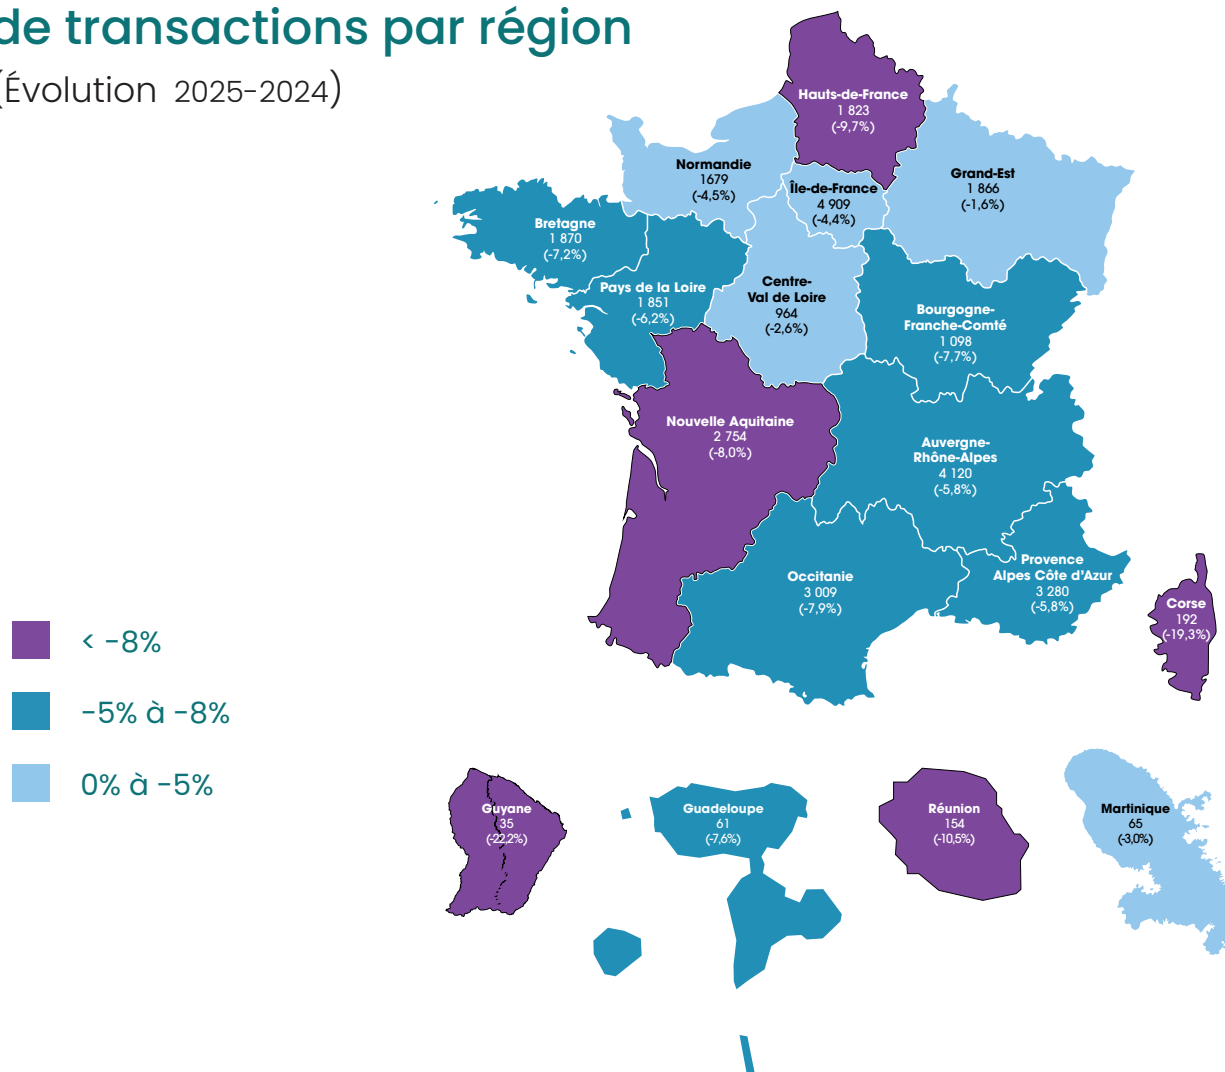 de transactions par région
(Évolution 2025-2024)
Hauts-de-France
1 823
(-9,7%)
Normandie
1679
(-4,5%)
Île-de-France
4 909
(-4,4%)
Grand-Est
1 866
(-1,6%)
Bretagne
1 870
(-7,2%)
Pays de la Loire
1 851
(-6,2%)
Centre-
Val de Loire
964
(-2,6%)
Bourgogne-
Franche-Comté
1 098
(-7,7%)
Nouvelle Aquitaine
2 754
(-8,0%)
Auvergne-
Rhône-Alpes
4 120
(-5,8%)
Occitanie
3 009
(-7,9%)
Provence
Alpes Côte d'Azur
3 280
(-5,8%)
Corse
192
(-19,3%)
< -8%
-5% à -8%
0% à -5%
Guyane
35
(-22,2%)
Guadeloupe
61
(-7,6%)
Réunion
154
(-10,5%)
Martinique
65
(-3,0%)